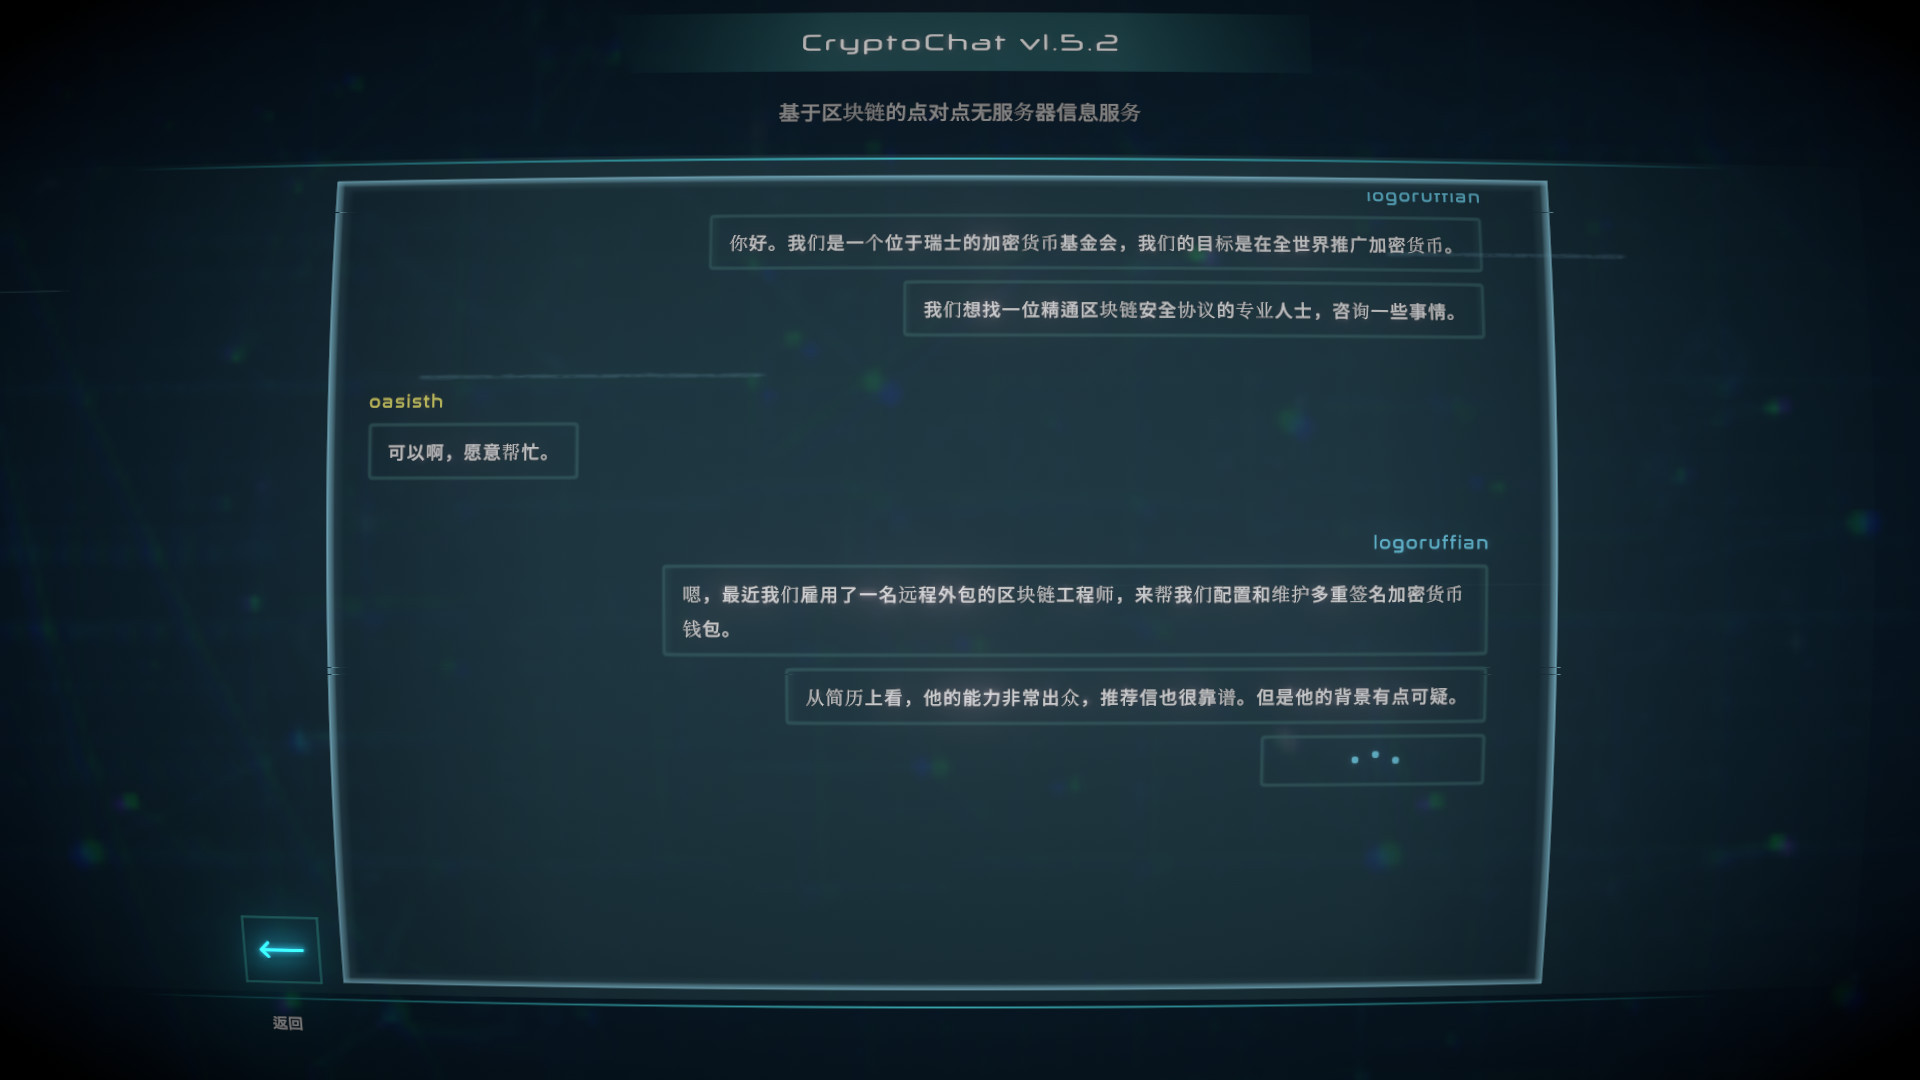 CryptoChat v1.5.2
基于区块链的点对点无服务器信息服务
logoruffian
你好。我们是一个位于瑞士的加密货币基金会，我们的目标是在全世界推广加密货币。
我们想找一位精通区块链安全协议的专业人士，咨询一些事情。
oasisth
可以啊，愿意帮忙。
logoruffian
嗯，最近我们雇用了一名远程外包的区块链工程师，来帮我们配置和维护多重签名加密货币
钱包。
从简历上看，他的能力非常出众，推荐信也很靠谱。但是他的背景有点可疑。
返回